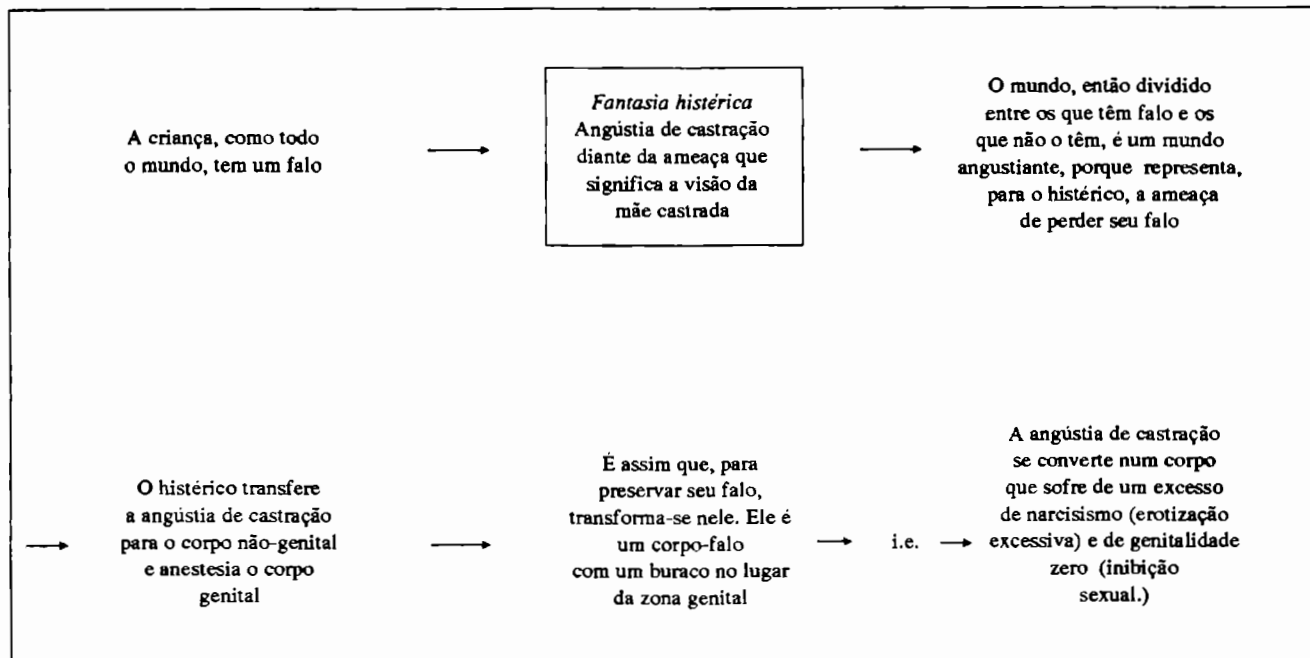 A criança, como todo
o mundo, tem um falo
Fantasia histérica
Angústia de castração
diante da ameaça que
significa a visão da
mãe castrada
O mundo, então dividido
entre os que têm falo e os
que não o têm, é um mundo
angustiante, porque representa,
para o histérico, a ameaça
de perder seu falo
O histérico transfere
a angústia de castração
para o corpo não-genital
e anestesia o corpo
genital
É assim que, para
preservar seu falo,
transforma-se nele. Ele é
um corpo-falo
com um buraco no lugar
da zona genital
i.e.
A angústia de castração
se converte num corpo
que sofre de um excesso
de narcisismo (erotização
excessiva) e de genitalidade
zero (inibição
sexual.)